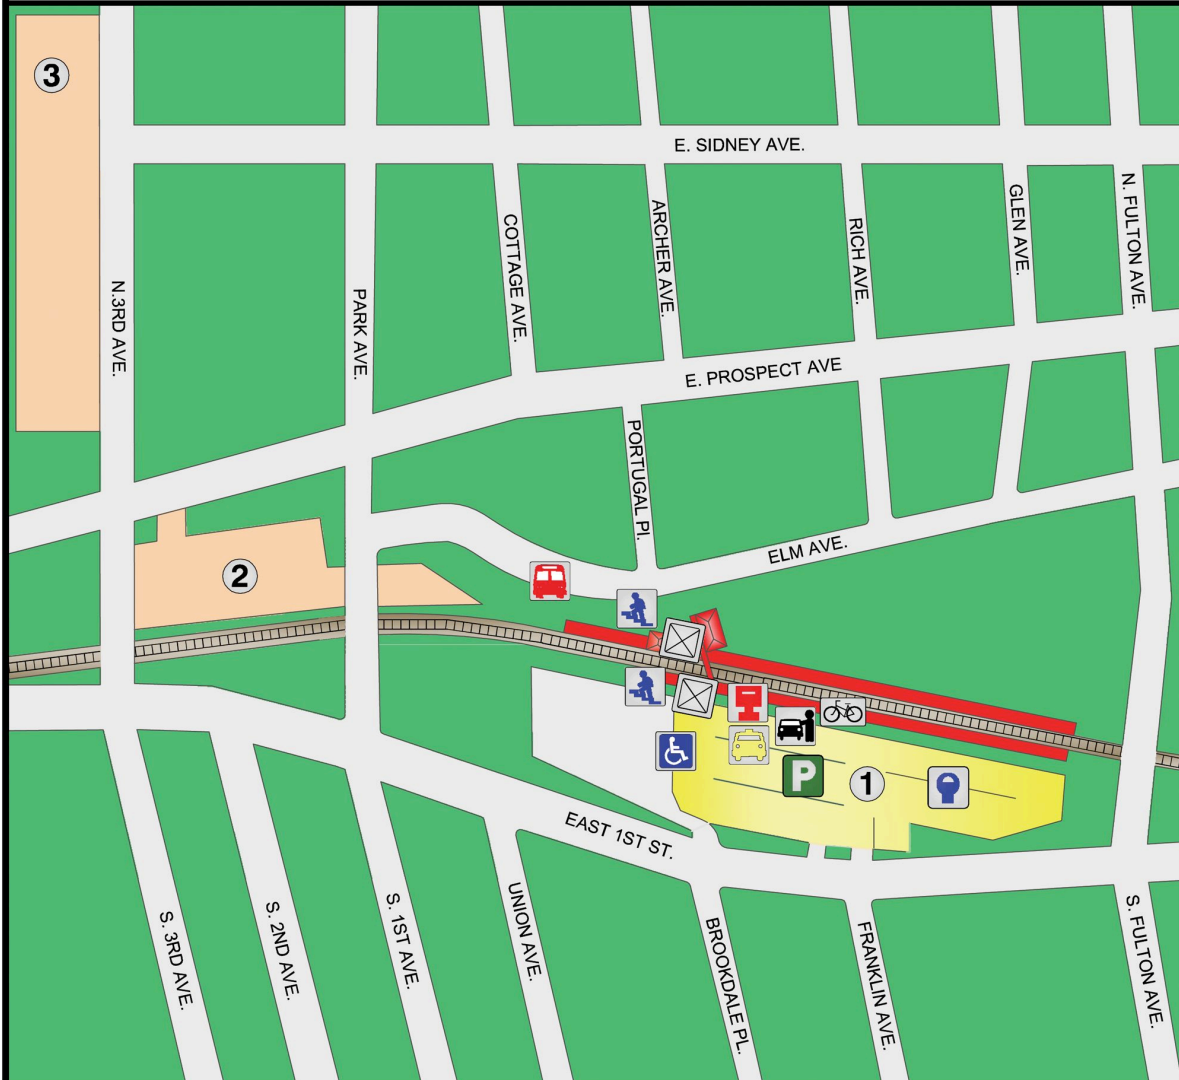 3
E. SIDNEY AVE.
N.3RD AVE.
PARK AVE.
COTTAGE AVE.
ARCHER AVE.
RICH AVE.
GLEN AVE.
N. FULTON AVE.
E. PROSPECT AVE
PORTUGAL Pl.
ELM AVE.
2
P
1
EAST 1ST ST.
S. 3RD AVE.
S. 2ND AVE.
S. 1ST AVE.
UNION AVE.
BROOKDALE PL.
FRANKLIN AVE.
S. FULTON AVE.